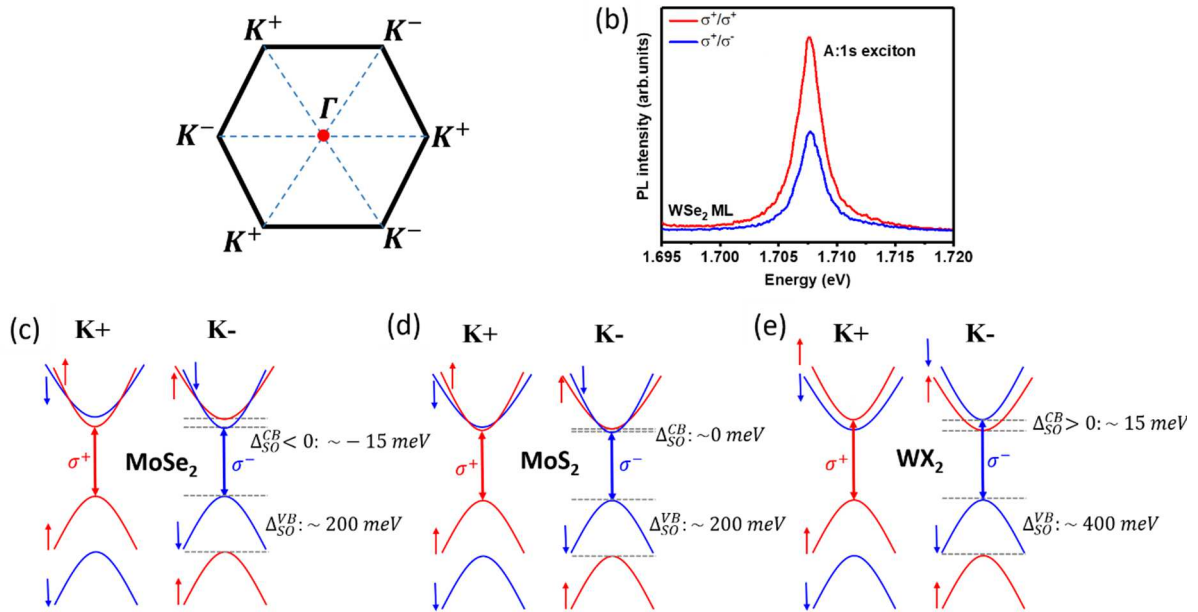 K⁺ K⁻
Γ
K⁻ K⁺
K⁺ K⁻
(b)
σ⁺/σ⁺
σ⁺/σ⁻
A:1s exciton
WSe₂ ML
PL intensity (arb.units)
1.695 1.700 1.705 1.710 1.715 1.720
Energy (eV)
(c)
K+ K-
Δ_SO^CB < 0: ~ − 15 meV
σ⁺ MoSe₂ σ⁻
Δ_SO^VB: ~ 200 meV
(d)
K+ K-
Δ_SO^CB: ~0 meV
σ⁺ MoS₂ σ⁻
Δ_SO^VB: ~ 200 meV
(e)
K+ K-
Δ_SO^CB > 0: ~ 15 meV
σ⁺ WX₂ σ⁻
Δ_SO^VB: ~ 400 meV